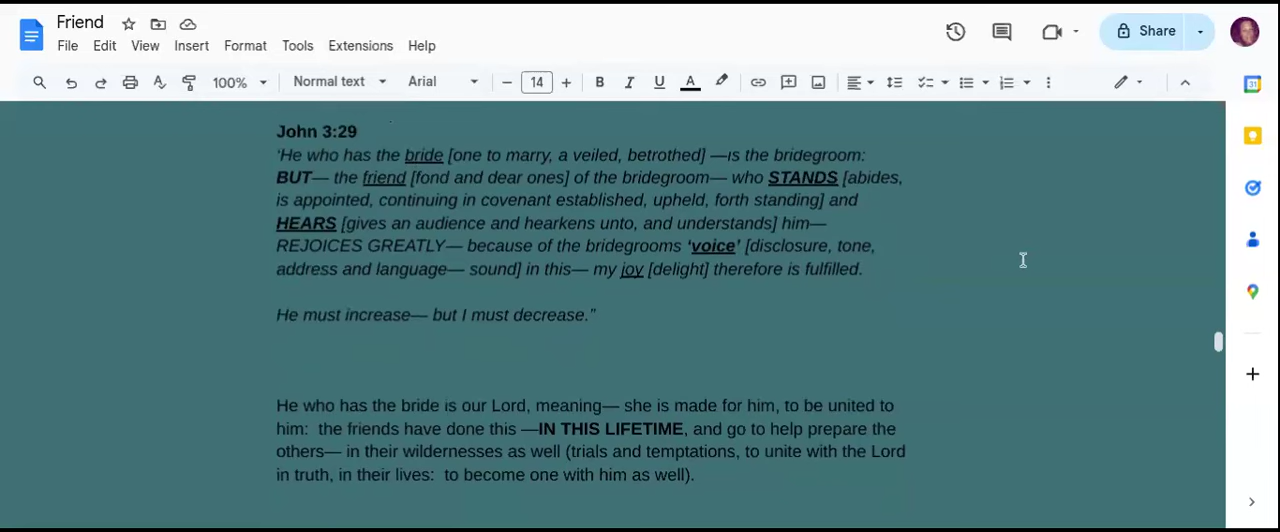 Friend
File Edit View Insert Format Tools Extensions Help
Share
100% Normal text Arial 14 B I U A
John 3:29
‘He who has the bride [one to marry, a veiled, betrothed] —is the bridegroom:
BUT— the friend [fond and dear ones] of the bridegroom— who STANDS [abides,
is appointed, continuing in covenant established, upheld, forth standing] and
HEARS [gives an audience and hearkens unto, and understands] him—
REJOICES GREATLY— because of the bridegrooms ‘voice’ [disclosure, tone,
address and language— sound] in this— my joy [delight] therefore is fulfilled.
He must increase— but I must decrease.”
He who has the bride is our Lord, meaning— she is made for him, to be united to
him:  the friends have done this —IN THIS LIFETIME, and go to help prepare the
others— in their wildernesses as well (trials and temptations, to unite with the Lord
in truth, in their lives:  to become one with him as well).